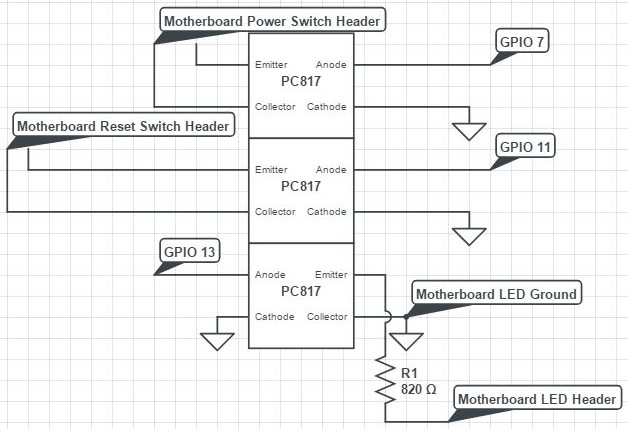 Motherboard Power Switch Header
GPIO 7
Emitter Anode
PC817
Collector Cathode
Motherboard Reset Switch Header
GPIO 11
Emitter Anode
PC817
Collector Cathode
GPIO 13
Anode Emitter
PC817
Cathode Collector
Motherboard LED Ground
R1
820 Ω
Motherboard LED Header